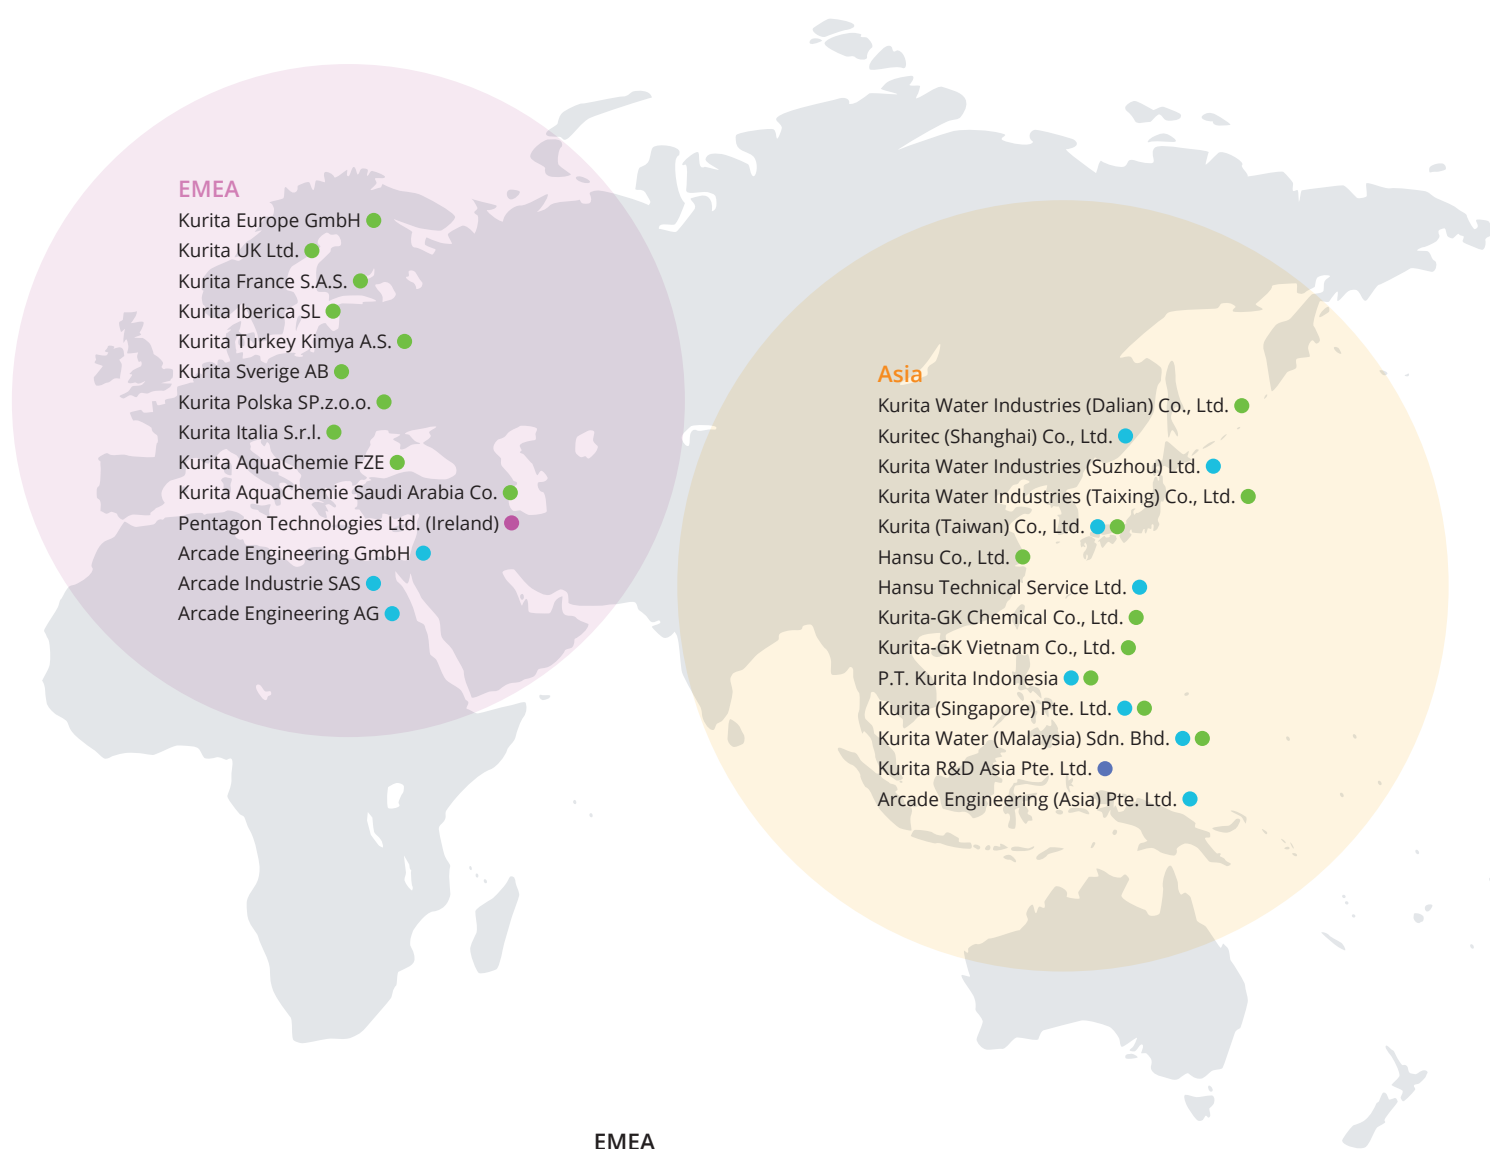 EMEA
Kurita Europe GmbH
Kurita UK Ltd.
Kurita France S.A.S.
Kurita Iberica SL
Kurita Turkey Kimya A.S.
Kurita Sverige AB
Kurita Polska SP.z.o.o.
Kurita Italia S.r.l.
Kurita AquaChemie FZE
Kurita AquaChemie Saudi Arabia Co.
Pentagon Technologies Ltd. (Ireland)
Arcade Engineering GmbH
Arcade Industrie SAS
Arcade Engineering AG
Asia
Kurita Water Industries (Dalian) Co., Ltd.
Kuritec (Shanghai) Co., Ltd.
Kurita Water Industries (Suzhou) Ltd.
Kurita Water Industries (Taixing) Co., Ltd.
Kurita (Taiwan) Co., Ltd.
Hansu Co., Ltd.
Hansu Technical Service Ltd.
Kurita-GK Chemical Co., Ltd.
Kurita-GK Vietnam Co., Ltd.
P.T. Kurita Indonesia
Kurita (Singapore) Pte. Ltd.
Kurita Water (Malaysia) Sdn. Bhd.
Kurita R&D Asia Pte. Ltd.
Arcade Engineering (Asia) Pte. Ltd.
EMEA